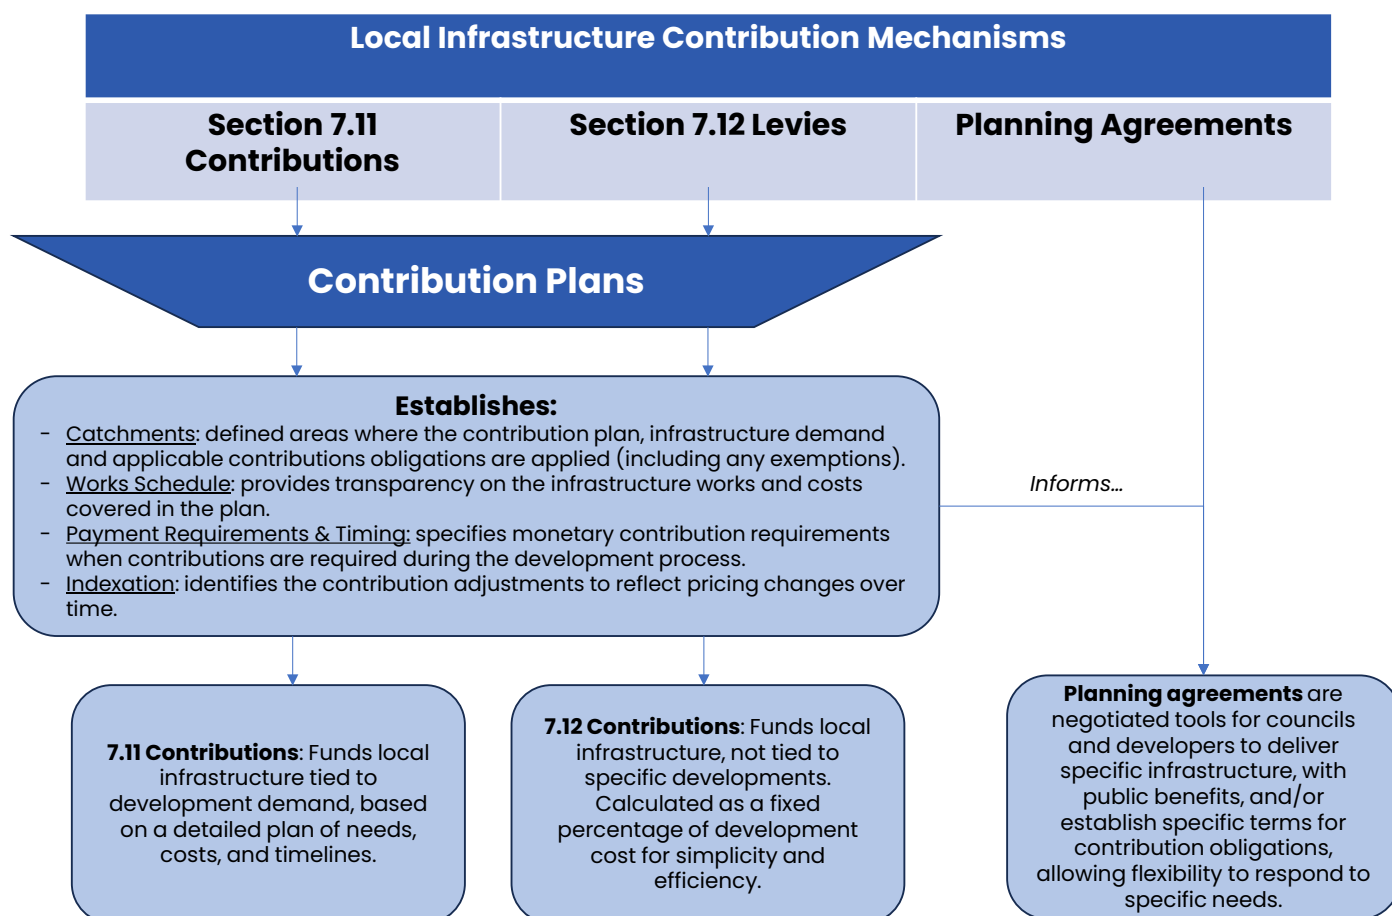 Local Infrastructure Contribution Mechanisms
Section 7.11
Contributions
Section 7.12 Levies
Planning Agreements
Contribution Plans
Establishes:
- Catchments: defined areas where the contribution plan, infrastructure demand
and applicable contributions obligations are applied (including any exemptions).
- Works Schedule: provides transparency on the infrastructure works and costs
covered in the plan.
- Payment Requirements & Timing: specifies monetary contribution requirements
when contributions are required during the development process.
- Indexation: identifies the contribution adjustments to reflect pricing changes over
time.
Informs...
7.11 Contributions: Funds local
infrastructure tied to
development demand, based
on a detailed plan of needs,
costs, and timelines.
7.12 Contributions: Funds local
infrastructure, not tied to
specific developments.
Calculated as a fixed
percentage of development
cost for simplicity and
efficiency.
Planning agreements are
negotiated tools for councils
and developers to deliver
specific infrastructure, with
public benefits, and/or
establish specific terms for
contribution obligations,
allowing flexibility to respond to
specific needs.